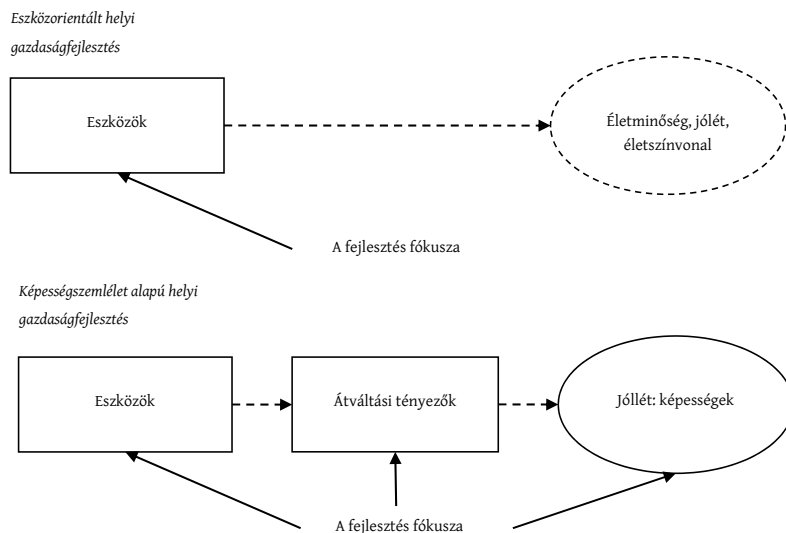 Eszközorientált helyi
gazdaságfejlesztés
Eszközök
Életminőség, jólét,
életszínvonal
A fejlesztés fókusza
Képességszemlélet alapú helyi
gazdaságfejlesztés
Eszközök
Átváltási tényezők
Jóllét: képességek
A fejlesztés fókusza